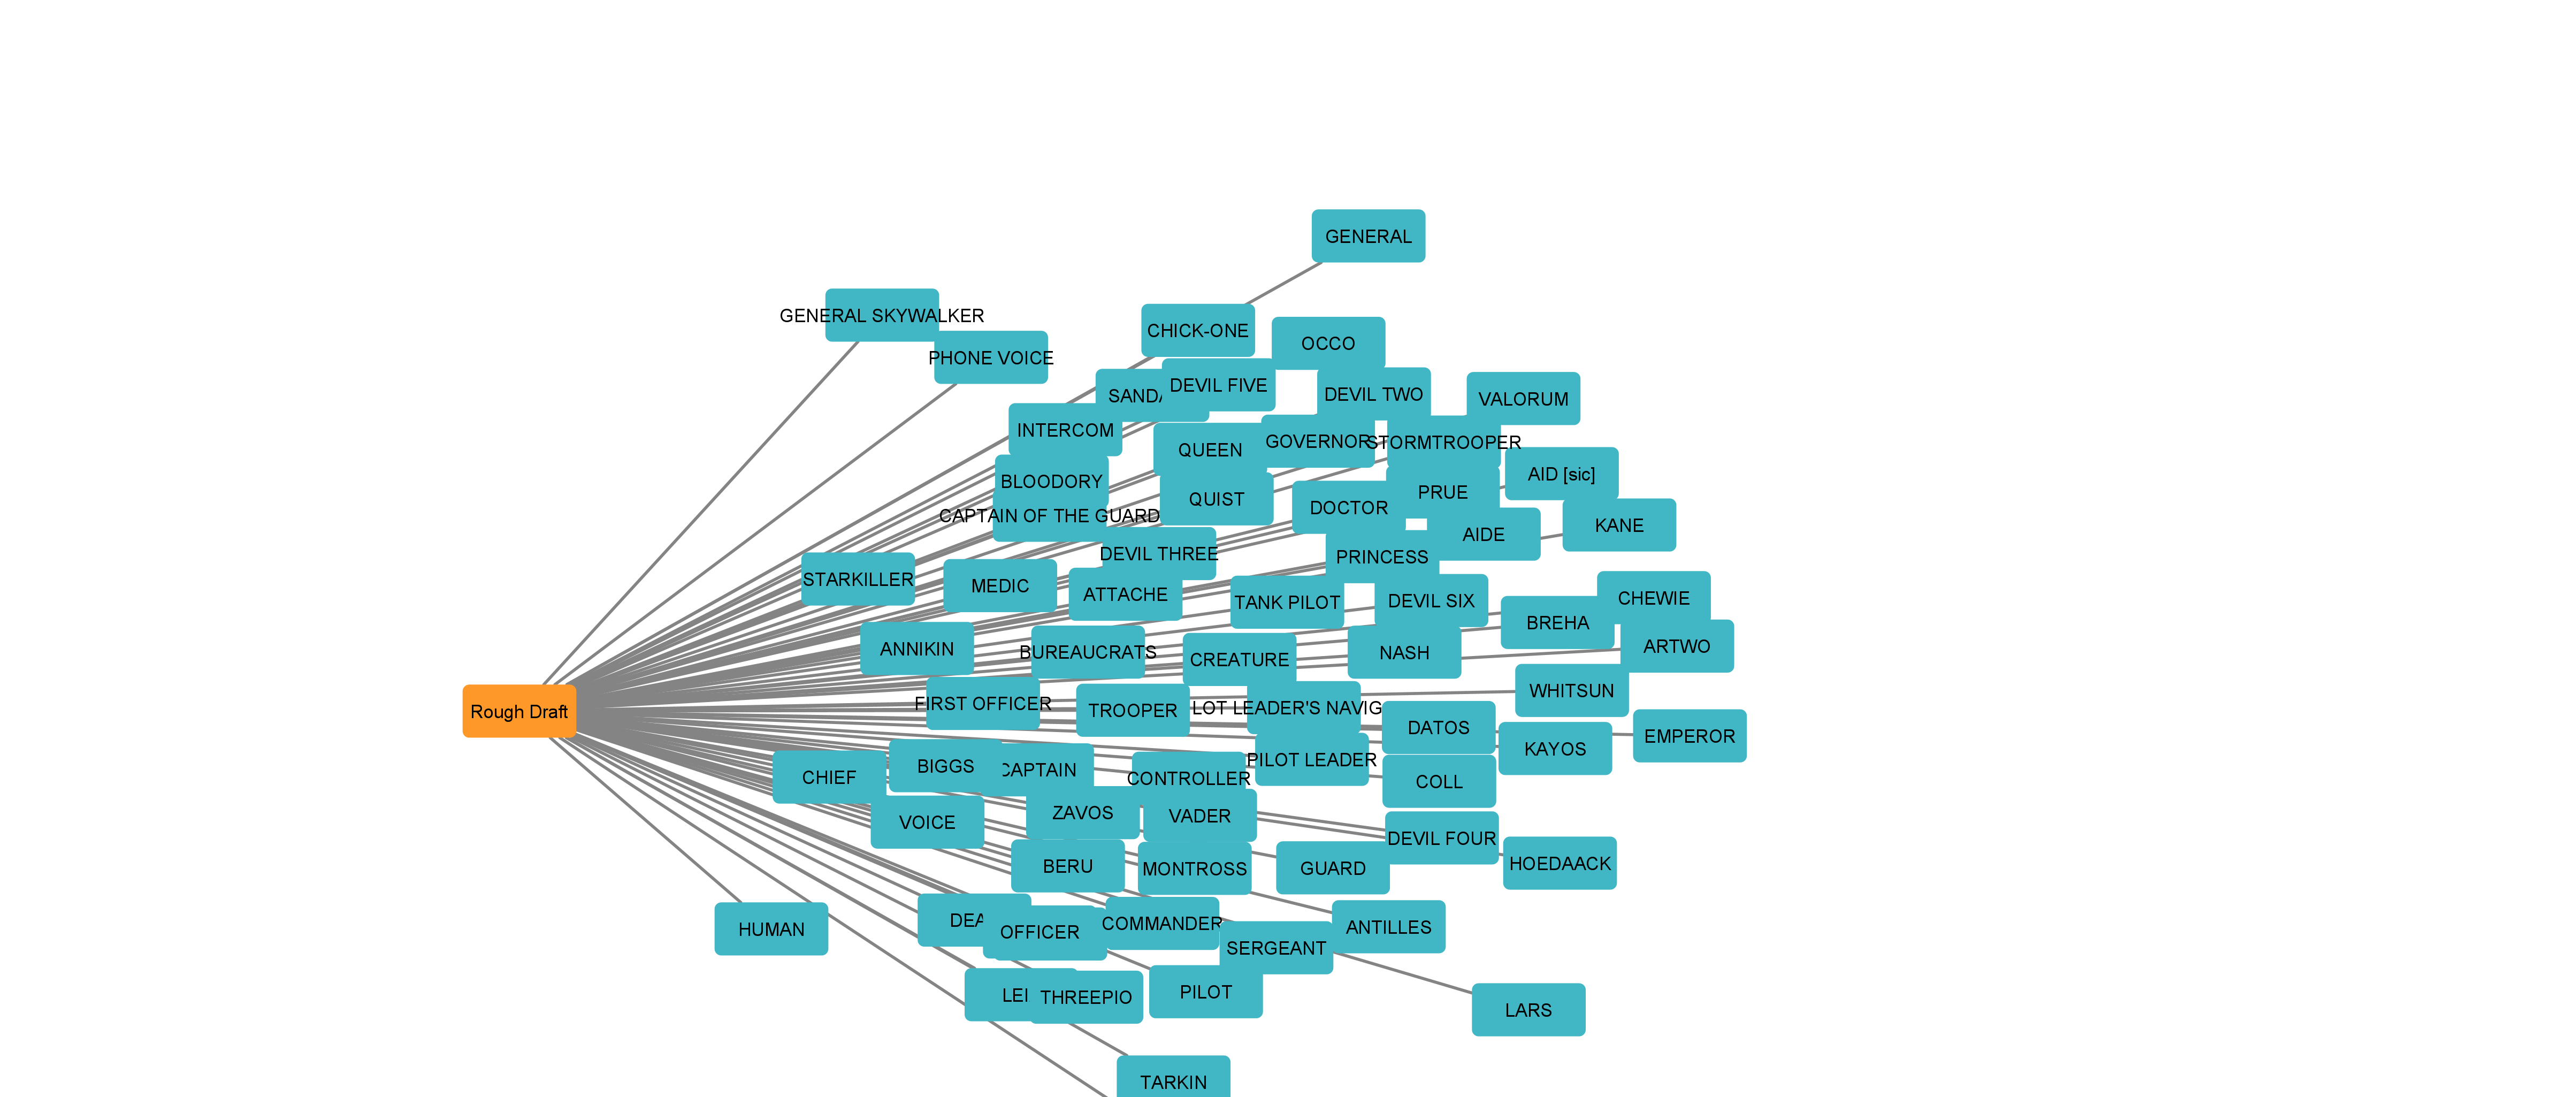 GENERAL
GENERAL SKYWALKER
CHICK-ONE
OCCO
PHONE VOICE
DEVIL FIVE
DEVIL TWO
VALORUM
INTERCOM
GOVERNOR
STORMTROOPER
QUEEN
AID [sic]
BLOODORY
QUIST
PRUE
DOCTOR
CAPTAIN OF THE GUARD
KANE
AIDE
DEVIL THREE
PRINCESS
STARKILLER
MEDIC
ATTACHE
TANK PILOT
DEVIL SIX
CHEWIE
BREHA
ANNIKIN
BUREAUCRATS
CREATURE
NASH
ARTWO
WHITSUN
Rough Draft
FIRST OFFICER
TROOPER
LOT LEADER'S NAVIG
DATOS
EMPEROR
KAYOS
PILOT LEADER
CHIEF
BIGGS
CAPTAIN
CONTROLLER
COLL
VOICE
ZAVOS
VADER
DEVIL FOUR
BERU
MONTROSS
GUARD
HOEDAACK
HUMAN
DEA
OFFICER
COMMANDER
ANTILLES
SERGEANT
LEI
THREEPIO
PILOT
LARS
TARKIN